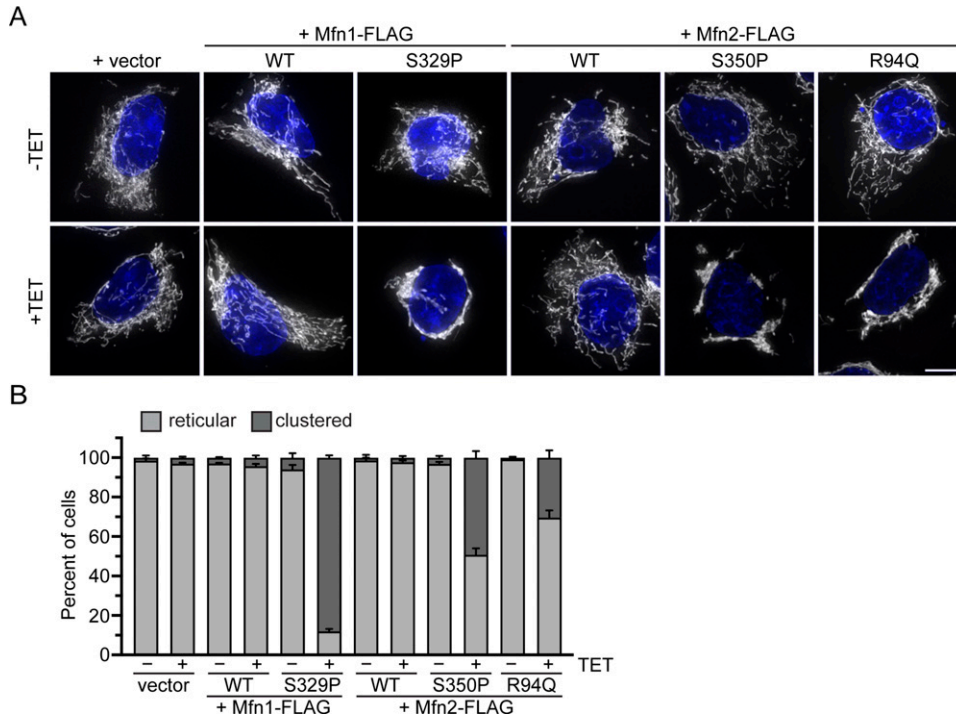 A
+ Mfn1-FLAG + Mfn2-FLAG
+ vector WT S329P WT S350P R94Q
-TET
+TET
B
reticular clustered
Percent of cells
100
80
60
40
20
0
− + − + − + − + − + − + TET
vector WT S329P WT S350P R94Q
+ Mfn1-FLAG + Mfn2-FLAG